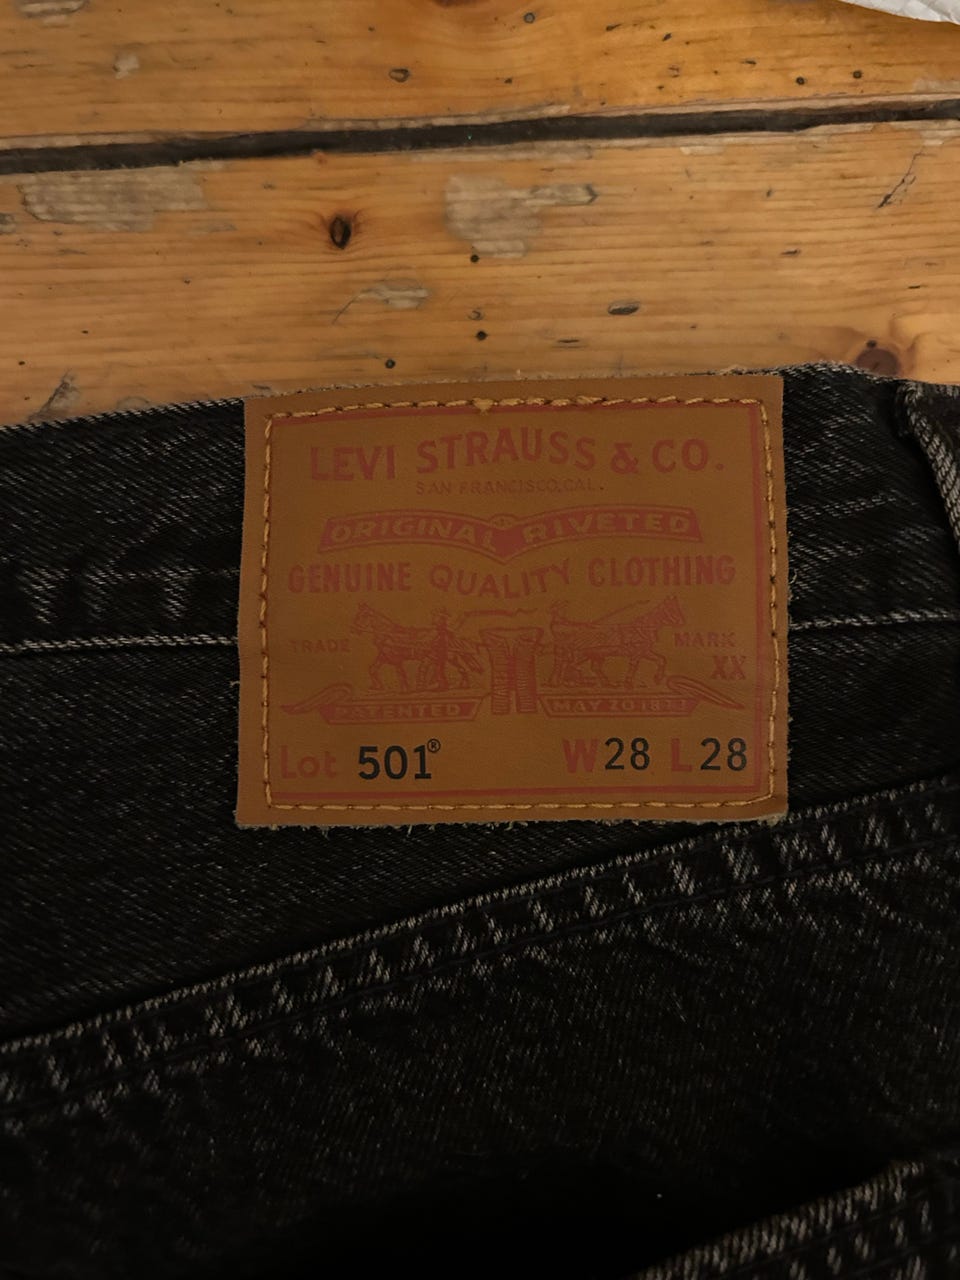 LEVI STRAUSS & CO.
SAN FRANCISCO, CAL.
ORIGINAL RIVETED
GENUINE QUALITY CLOTHING
TRADE MARK
XX
PATENTED MAY 20 1873
Lot 501® W28 L28